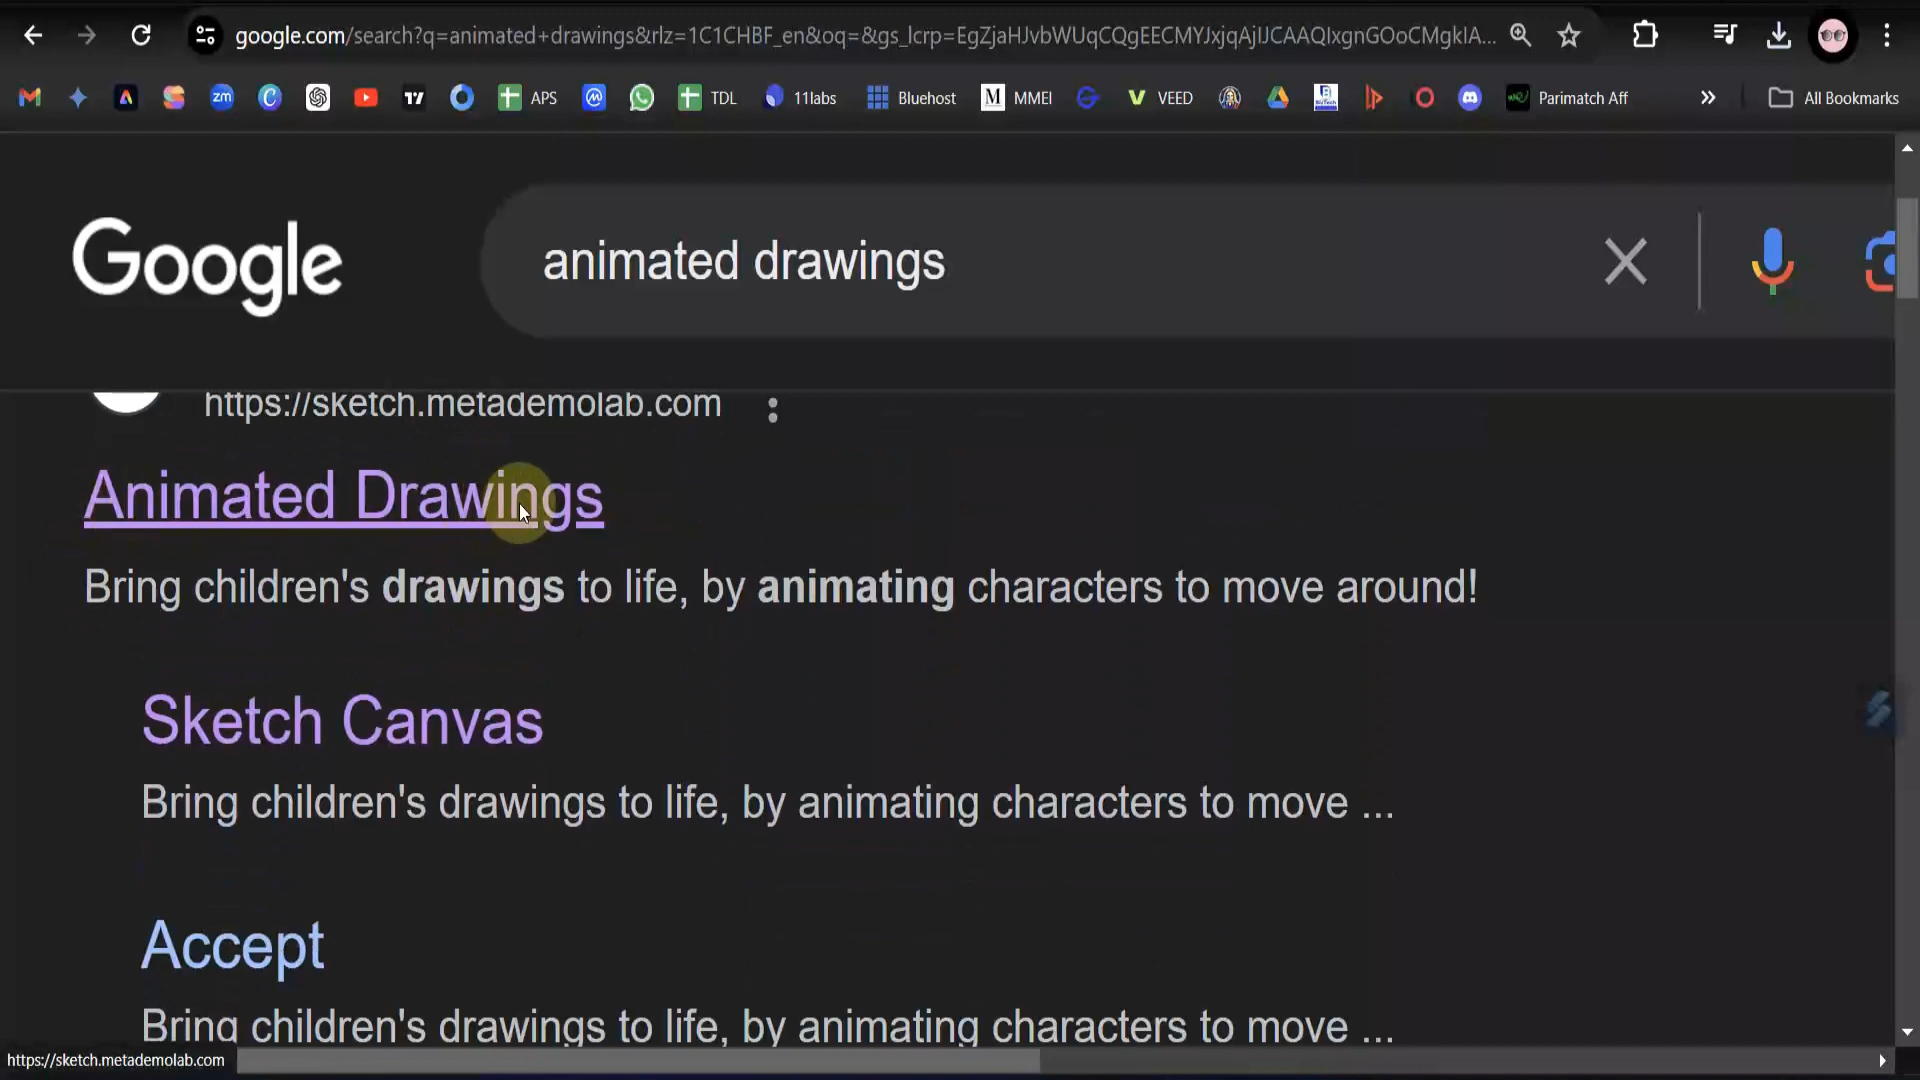 google.com/search?q=animated+drawings&rlz=1C1CHBF_en&oq=&gs_lcrp=EgZjaHJvbWUqCQgEECMYJxjqAjIJCAAQIxgnGOoCMgkIA...
zm
APS
TDL
11labs
Bluehost
M MMEI
VEED
Parimatch Aff
All Bookmarks
Google
animated drawings
https://sketch.metademolab.com
Animated Drawings
Bring children's drawings to life, by animating characters to move around!
Sketch Canvas
Bring children's drawings to life, by animating characters to move ...
Accept
Bring children's drawings to life, by animating characters to move ...
https://sketch.metademolab.com